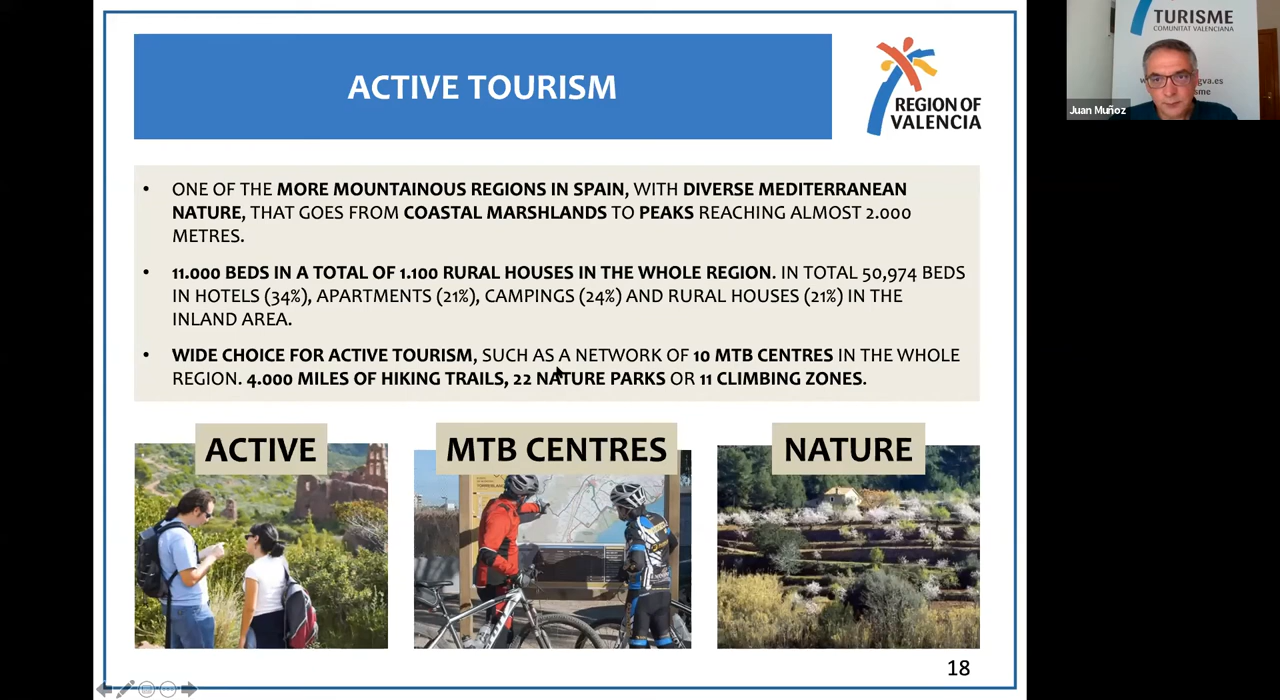 ACTIVE TOURISM
REGION OF
VALENCIA
• ONE OF THE MORE MOUNTAINOUS REGIONS IN SPAIN, WITH DIVERSE MEDITERRANEAN
NATURE, THAT GOES FROM COASTAL MARSHLANDS TO PEAKS REACHING ALMOST 2.000
METRES.
• 11.000 BEDS IN A TOTAL OF 1.100 RURAL HOUSES IN THE WHOLE REGION. IN TOTAL 50,974 BEDS
IN HOTELS (34%), APARTMENTS (21%), CAMPINGS (24%) AND RURAL HOUSES (21%) IN THE
INLAND AREA.
• WIDE CHOICE FOR ACTIVE TOURISM, SUCH AS A NETWORK OF 10 MTB CENTRES IN THE WHOLE
REGION. 4.000 MILES OF HIKING TRAILS, 22 NATURE PARKS OR 11 CLIMBING ZONES.
ACTIVE
MTB CENTRES
NATURE
18
TURISME
COMUNITAT VALENCIANA
gva.es
Juan Muñoz